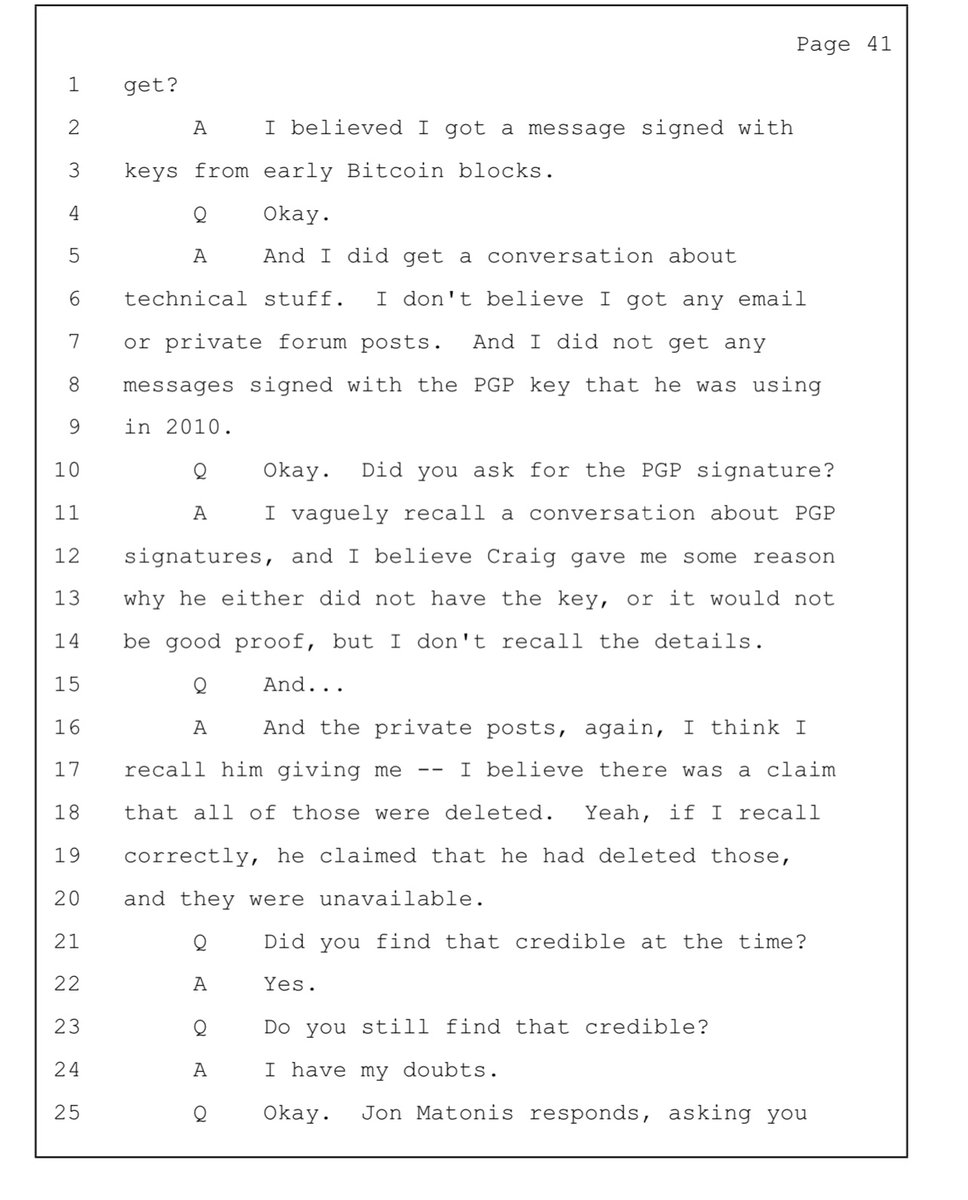 Page 41
1 get?
2 A I believed I got a message signed with
3 keys from early Bitcoin blocks.
4 Q Okay.
5 A And I did get a conversation about
6 technical stuff. I don't believe I got any email
7 or private forum posts. And I did not get any
8 messages signed with the PGP key that he was using
9 in 2010.
10 Q Okay. Did you ask for the PGP signature?
11 A I vaguely recall a conversation about PGP
12 signatures, and I believe Craig gave me some reason
13 why he either did not have the key, or it would not
14 be good proof, but I don't recall the details.
15 Q And...
16 A And the private posts, again, I think I
17 recall him giving me -- I believe there was a claim
18 that all of those were deleted. Yeah, if I recall
19 correctly, he claimed that he had deleted those,
20 and they were unavailable.
21 Q Did you find that credible at the time?
22 A Yes.
23 Q Do you still find that credible?
24 A I have my doubts.
25 Q Okay. Jon Matonis responds, asking you